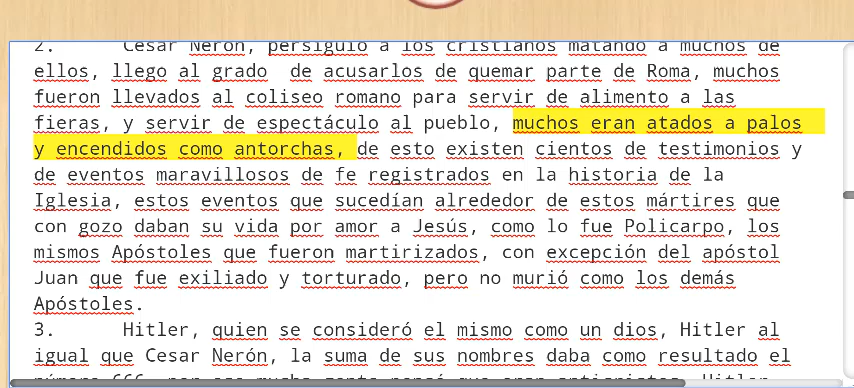 2. Cesar Nerón, persiguió a los cristianos matando a muchos de
ellos, llego al grado de acusarlos de quemar parte de Roma, muchos
fueron llevados al coliseo romano para servir de alimento a las
fieras, y servir de espectáculo al pueblo, muchos eran atados a palos
y encendidos como antorchas, de esto existen cientos de testimonios y
de eventos maravillosos de fe registrados en la historia de la
Iglesia, estos eventos que sucedían alrededor de estos mártires que
con gozo daban su vida por amor a Jesús, como lo fue Policarpo, los
mismos Apóstoles que fueron martirizados, con excepción del apóstol
Juan que fue exiliado y torturado, pero no murió como los demás
Apóstoles.
3. Hitler, quien se consideró el mismo como un dios, Hitler al
igual que Cesar Nerón, la suma de sus nombres daba como resultado el